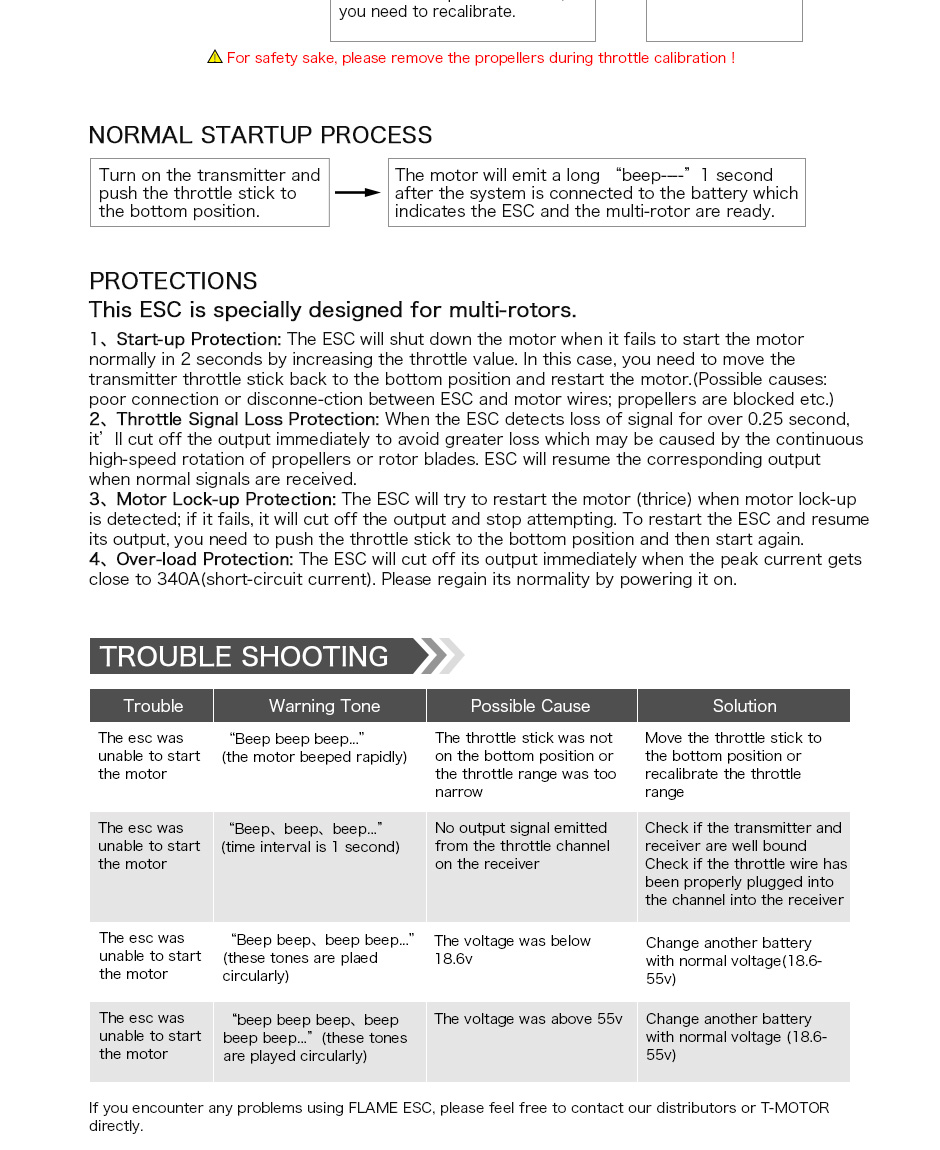 you need to recalibrate.
For safety sake, please remove the propellers during throttle calibration !
NORMAL STARTUP PROCESS
Turn on the transmitter and
push the throttle stick to
the bottom position.
The motor will emit a long “beep----” 1 second
after the system is connected to the battery which
indicates the ESC and the multi-rotor are ready.
PROTECTIONS
This ESC is specially designed for multi-rotors.
1、Start-up Protection: The ESC will shut down the motor when it fails to start the motor
normally in 2 seconds by increasing the throttle value. In this case, you need to move the
transmitter throttle stick back to the bottom position and restart the motor.(Possible causes:
poor connection or disconne-ction between ESC and motor wires; propellers are blocked etc.)
2、Throttle Signal Loss Protection: When the ESC detects loss of signal for over 0.25 second,
it’ll cut off the output immediately to avoid greater loss which may be caused by the continuous
high-speed rotation of propellers or rotor blades. ESC will resume the corresponding output
when normal signals are received.
3、Motor Lock-up Protection: The ESC will try to restart the motor (thrice) when motor lock-up
is detected; if it fails, it will cut off the output and stop attempting. To restart the ESC and resume
its output, you need to push the throttle stick to the bottom position and then start again.
4、Over-load Protection: The ESC will cut off its output immediately when the peak current gets
close to 340A(short-circuit current). Please regain its normality by powering it on.
TROUBLE SHOOTING
Trouble Warning Tone Possible Cause Solution
The esc was
unable to start
the motor
“Beep beep beep...”
(the motor beeped rapidly)
The throttle stick was not
on the bottom position or
the throttle range was too
narrow
Move the throttle stick to
the bottom position or
recalibrate the throttle
range
The esc was
unable to start
the motor
“Beep、beep、beep...”
(time interval is 1 second)
No output signal emitted
from the throttle channel
on the receiver
Check if the transmitter and
receiver are well bound
Check if the throttle wire has
been properly plugged into
the channel into the receiver
The esc was
unable to start
the motor
“Beep beep、beep beep...”
(these tones are plaed
circularly)
The voltage was below
18.6v
Change another battery
with normal voltage(18.6-
55v)
The esc was
unable to start
the motor
“beep beep beep、beep
beep beep...” (these tones
are played circularly)
The voltage was above 55v
Change another battery
with normal voltage (18.6-
55v)
If you encounter any problems using FLAME ESC, please feel free to contact our distributors or T-MOTOR
directly.